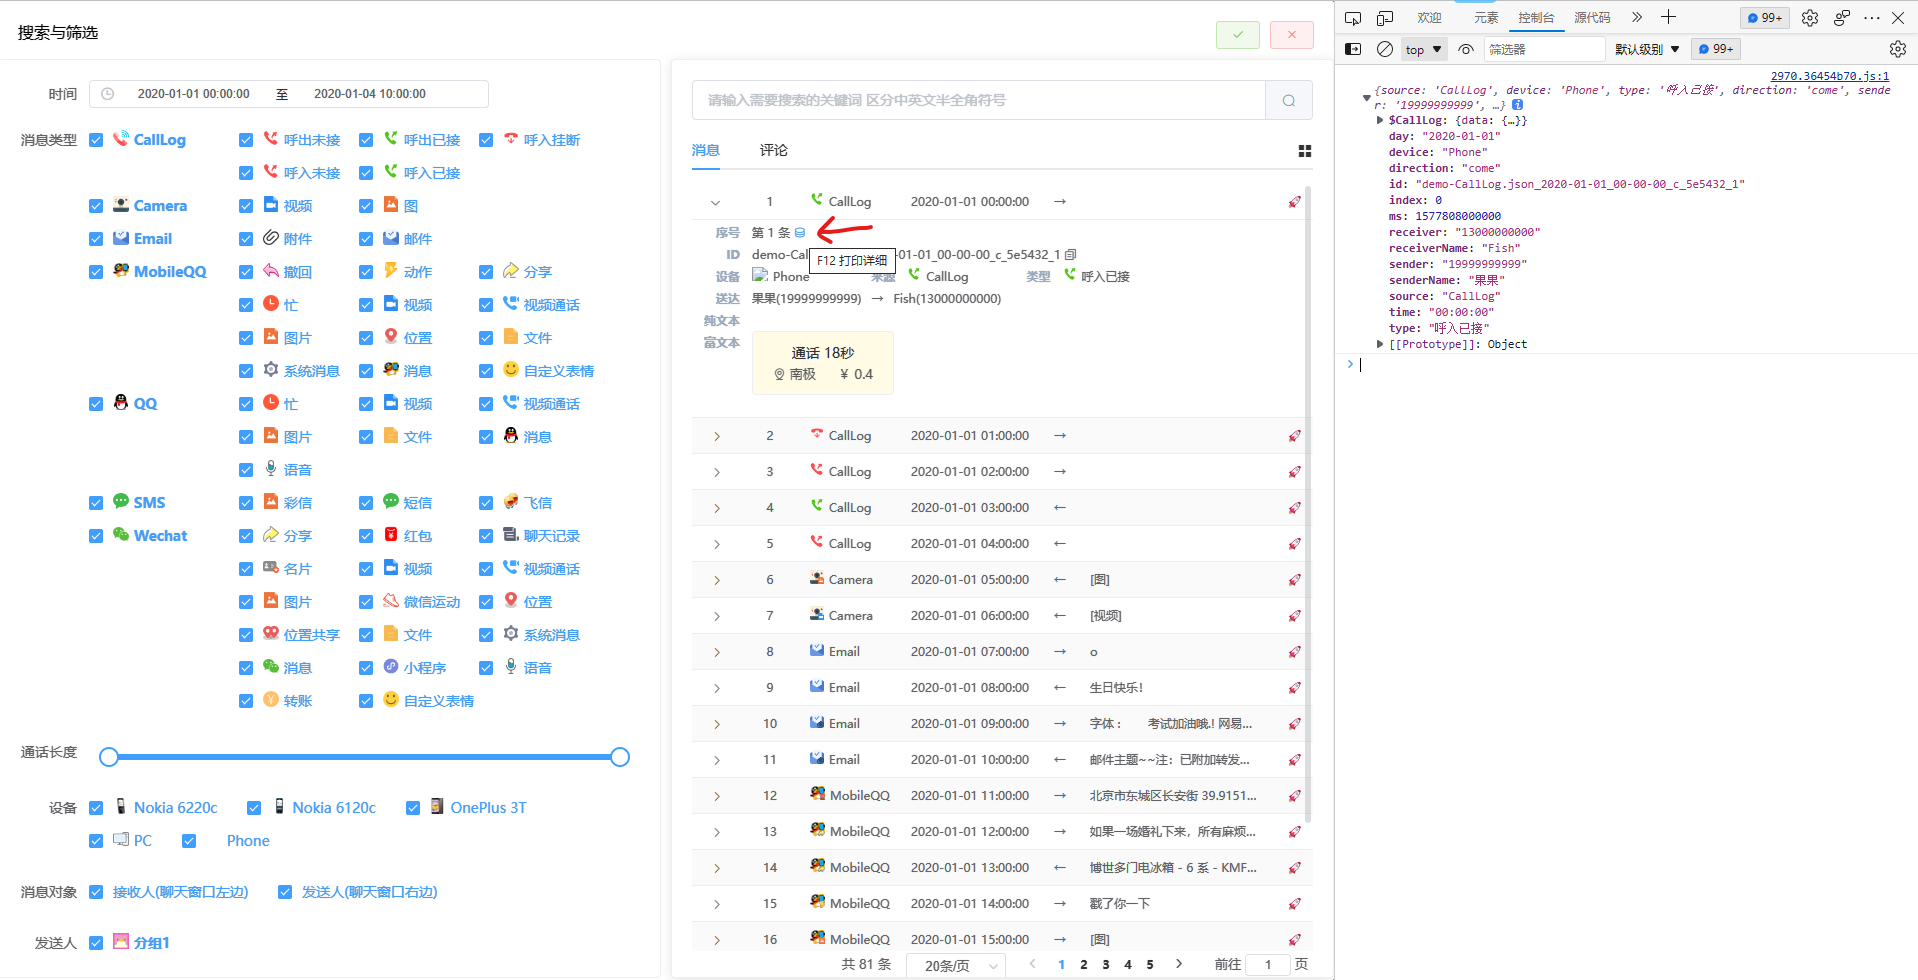 搜索与筛选
时间 2020-01-01 00:00:00 至 2020-01-04 10:00:00
消息类型 CallLog 呼出未接 呼出已接 呼入挂断
呼入未接 呼入已接
Camera 视频 图
Email 附件 邮件
MobileQQ 撤回 动作 分享
忙 视频 视频通话
图片 位置 文件
系统消息 消息 自定义表情
QQ 忙 视频 视频通话
图片 文件 消息
语音
SMS 彩信 短信 飞信
Wechat 分享 红包 聊天记录
名片 视频 视频通话
图片 微信运动 位置
位置共享 文件 系统消息
消息 小程序 语音
转账 自定义表情
通话长度
设备 Nokia 6220c Nokia 6120c OnePlus 3T
PC Phone
消息对象 接收人(聊天窗口左边) 发送人(聊天窗口右边)
发送人 分组1
请输入需要搜索的关键词 区分中英文半全角符号
消息 评论
1 CallLog 2020-01-01 00:00:00 →
序号 第 1 条
ID demo-Cal -01-01_00-00-00_c_5e5432_1
F12 打印详细
设备 Phone 来源 CallLog 类型 呼入已接
送达 果果(19999999999) → Fish(13000000000)
纯文本
富文本
通话 18秒
南极 ¥ 0.4
2 CallLog 2020-01-01 01:00:00 →
3 CallLog 2020-01-01 02:00:00 →
4 CallLog 2020-01-01 03:00:00 ←
5 CallLog 2020-01-01 04:00:00 ←
6 Camera 2020-01-01 05:00:00 ← [图]
7 Camera 2020-01-01 06:00:00 ← [视频]
8 Email 2020-01-01 07:00:00 → o
9 Email 2020-01-01 08:00:00 ← 生日快乐!
10 Email 2020-01-01 09:00:00 → 字体： 考试加油哦.! 网易...
11 Email 2020-01-01 10:00:00 ← 邮件主题~~注：已附加转发...
12 MobileQQ 2020-01-01 11:00:00 → 北京市东城区长安街 39.9151...
13 MobileQQ 2020-01-01 12:00:00 → 如果一场婚礼下来，所有麻烦...
14 MobileQQ 2020-01-01 13:00:00 ← 博世多门电冰箱 - 6 系 - KMF...
15 MobileQQ 2020-01-01 14:00:00 → 戳了你一下
16 MobileQQ 2020-01-01 15:00:00 → [图]
共 81 条 20条/页 1 2 3 4 5 前往 1 页
欢迎 元素 控制台 源代码 99+
top 筛选器 默认级别 99+
2970.36454b70.js:1
{source: 'CallLog', device: 'Phone', type: '呼入已接', direction: 'come', sende
r: '19999999999', …}
$CallLog: {data: {…}}
day: "2020-01-01"
device: "Phone"
direction: "come"
id: "demo-CallLog.json_2020-01-01_00-00-00_c_5e5432_1"
index: 0
ms: 1577808000000
receiver: "13000000000"
receiverName: "Fish"
sender: "19999999999"
senderName: "果果"
source: "CallLog"
time: "00:00:00"
type: "呼入已接"
[[Prototype]]: Object